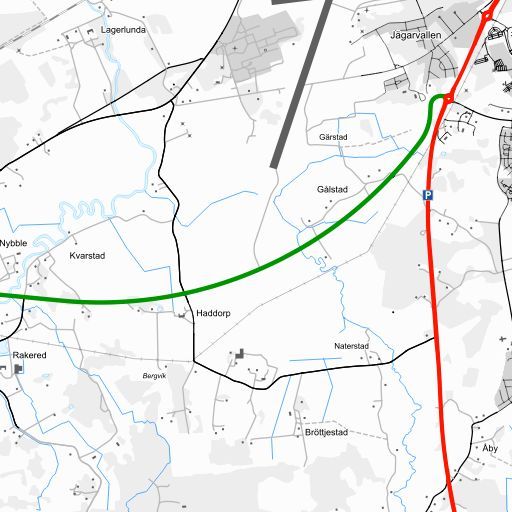 Lagerlunda
Jägarvallen
Gärstad
Gålstad
P
Nybble
Kvarstad
Haddorp
Naterstad
Rakered
Bergvik
Bröttjestad
Åby